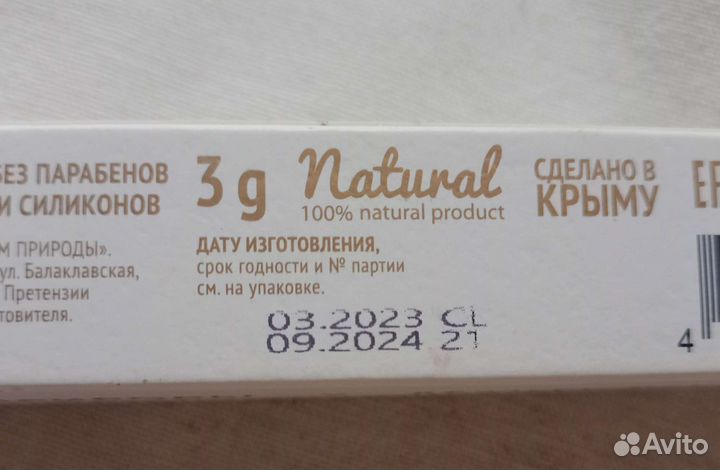 БЕЗ ПАРАБЕНОВ
И СИЛИКОНОВ
3 g
Natural
100% natural product
СДЕЛАНО В
КРЫМУ
М ПРИРОДЫ».
ул. Балаклавская,
Претензии
товителя.
ДАТУ ИЗГОТОВЛЕНИЯ,
срок годности и № партии
см. на упаковке.
03.2023 CL
09.2024 21
4
Avito